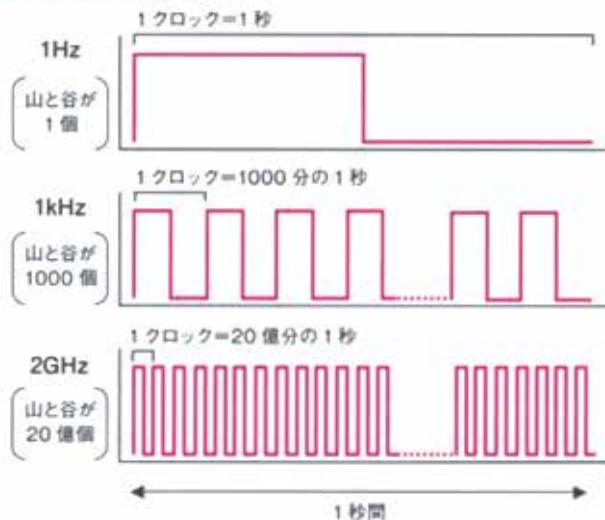 1クロック=1秒
1Hz
山と谷が
1個
1クロック=1000分の1秒
1kHz
山と谷が
1000個
1クロック=20億分の1秒
2GHz
山と谷が
20億個
1秒間